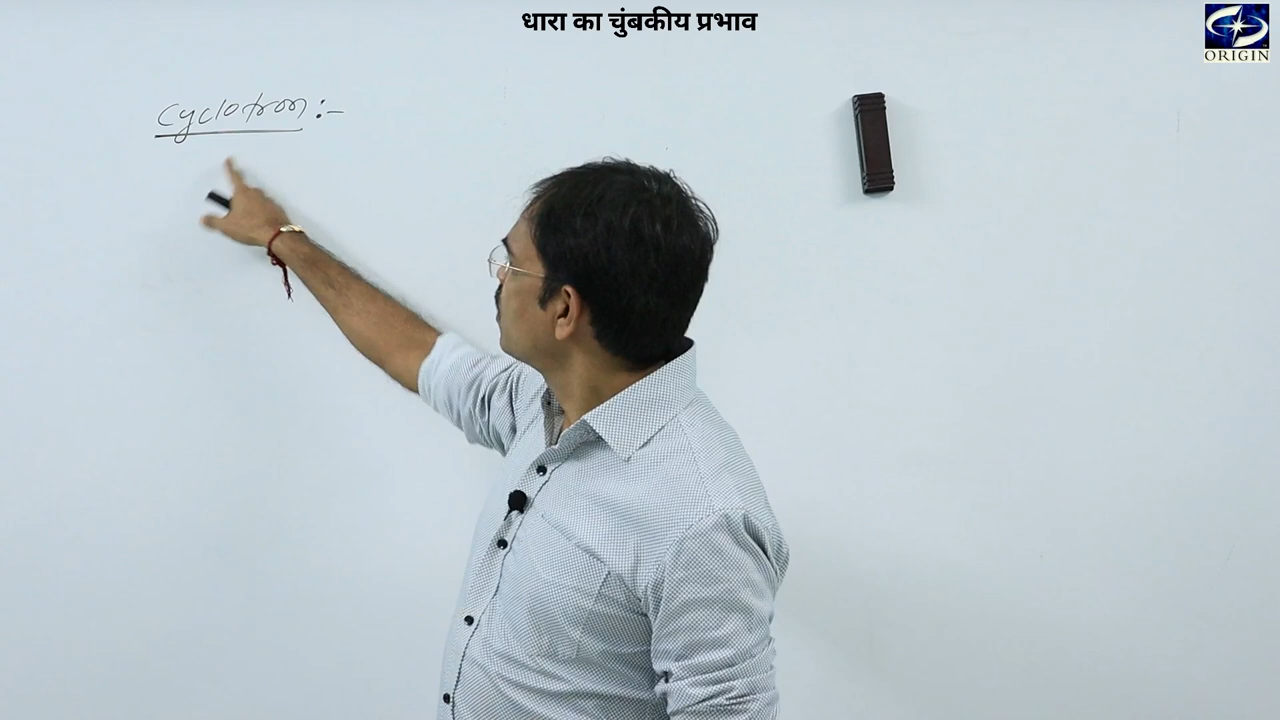 धारा का चुंबकीय प्रभाव
ORIGIN
Cyclotron :-